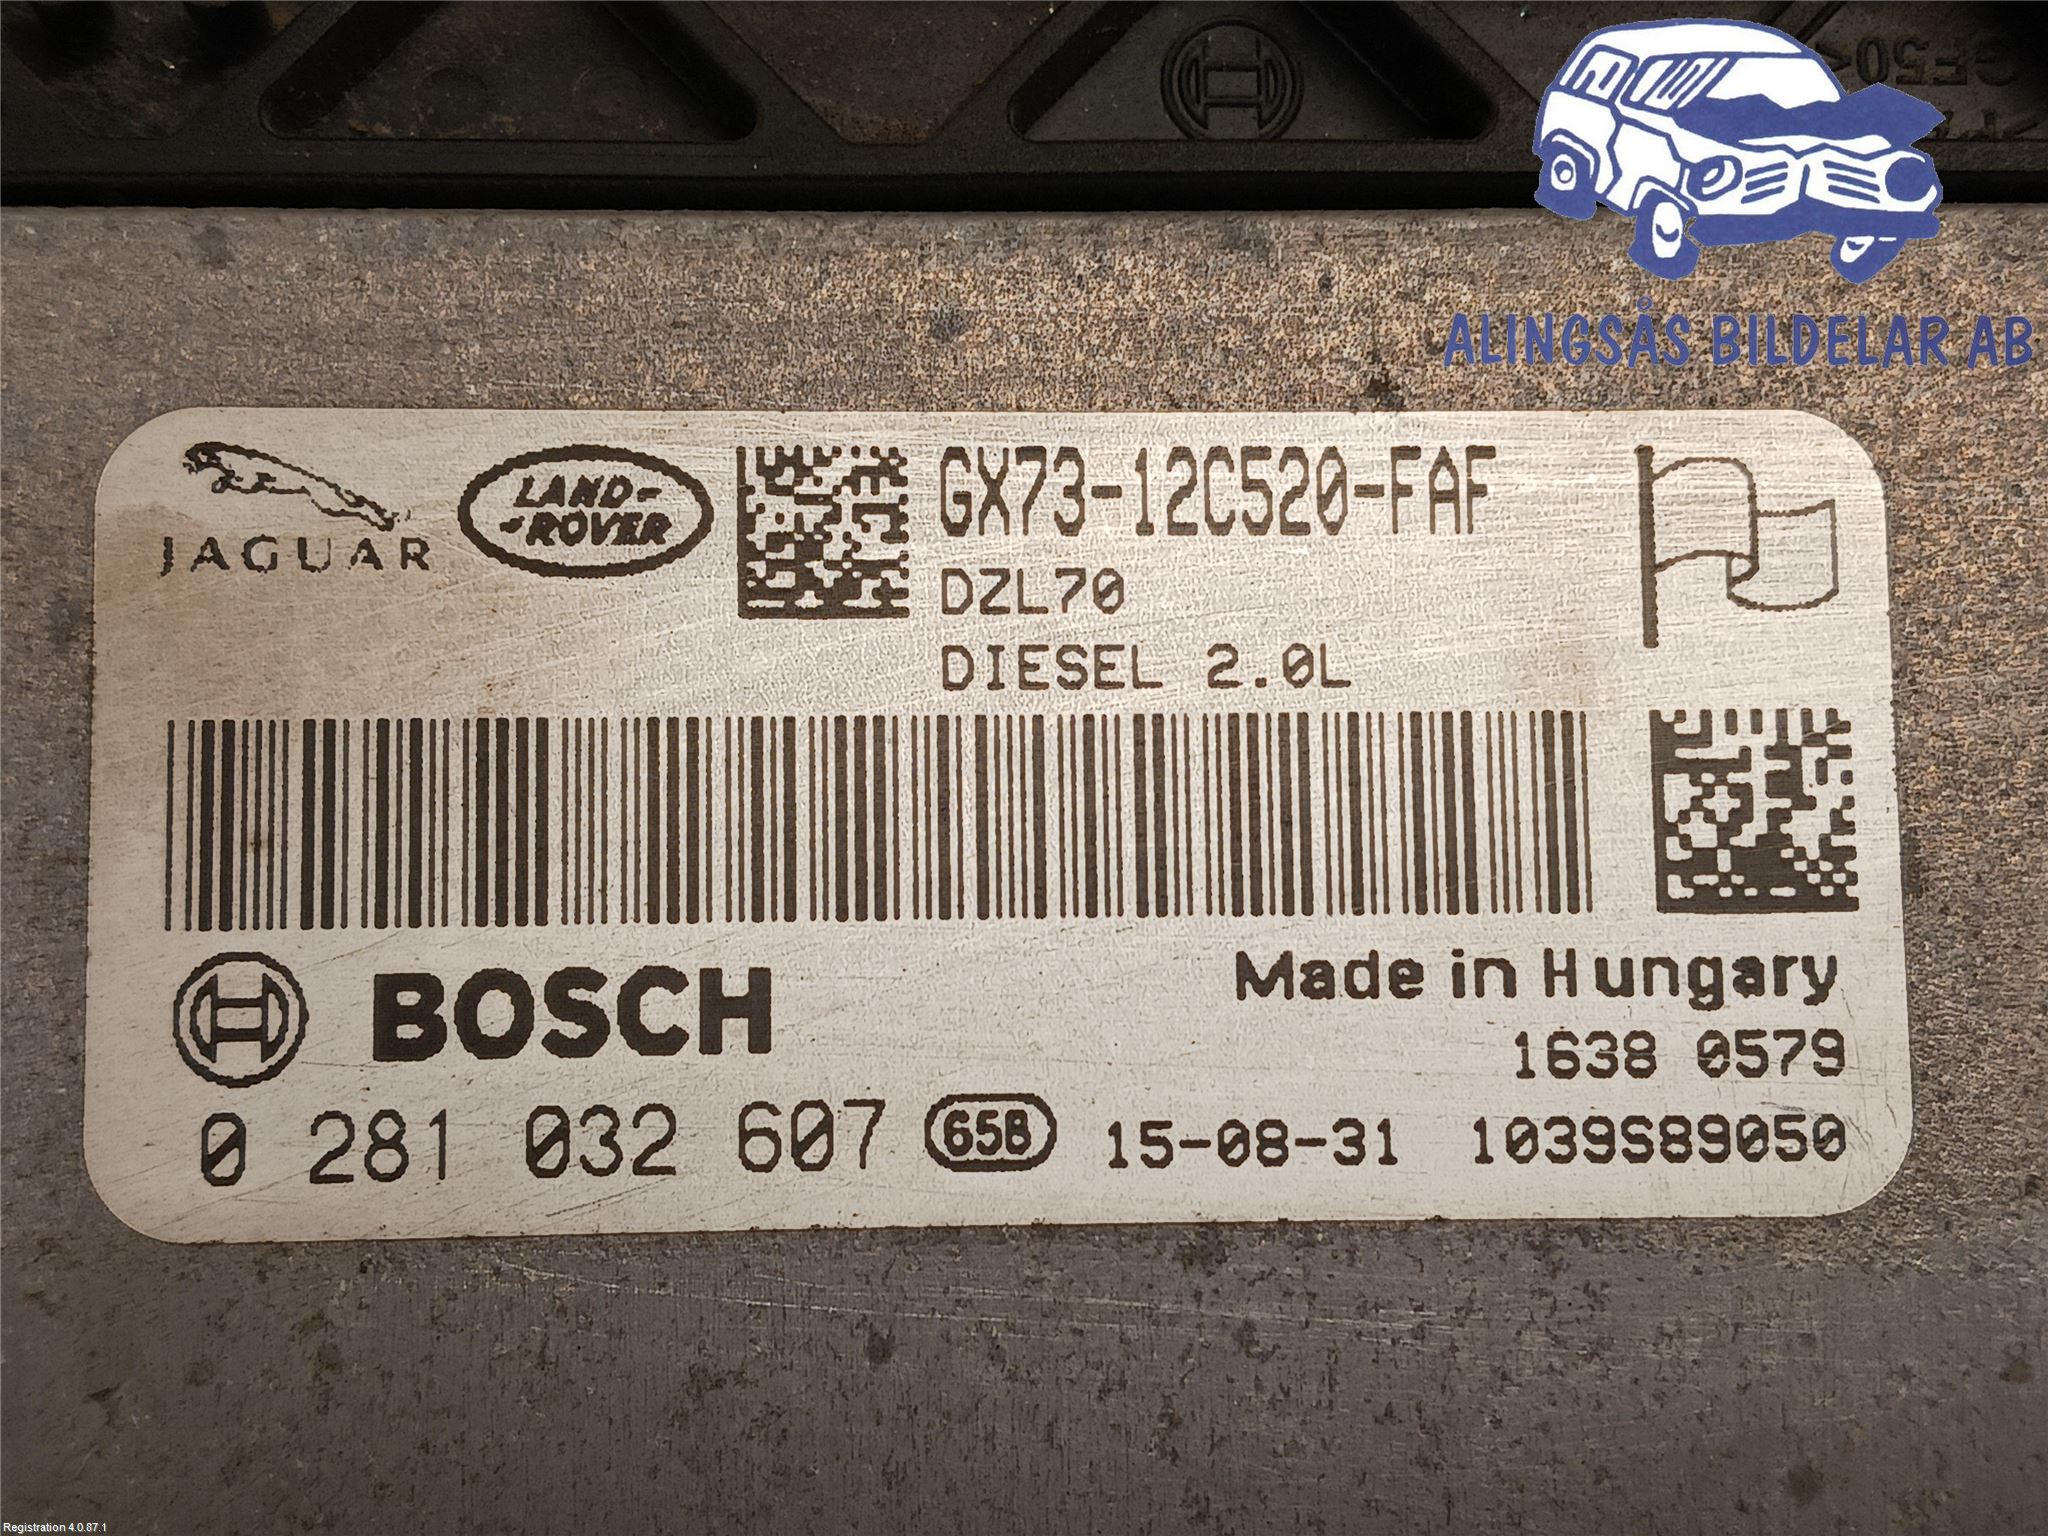 ALINGSÅS BILDELAR AB
JAGUAR
LAND-
-ROVER
GX73-12C520-FAF
DZL70
DIESEL 2.0L
BOSCH
Made in Hungary
1638 0579
0 281 032 607 65B 15-08-31 1039S89050
Registration 4.0.87.1